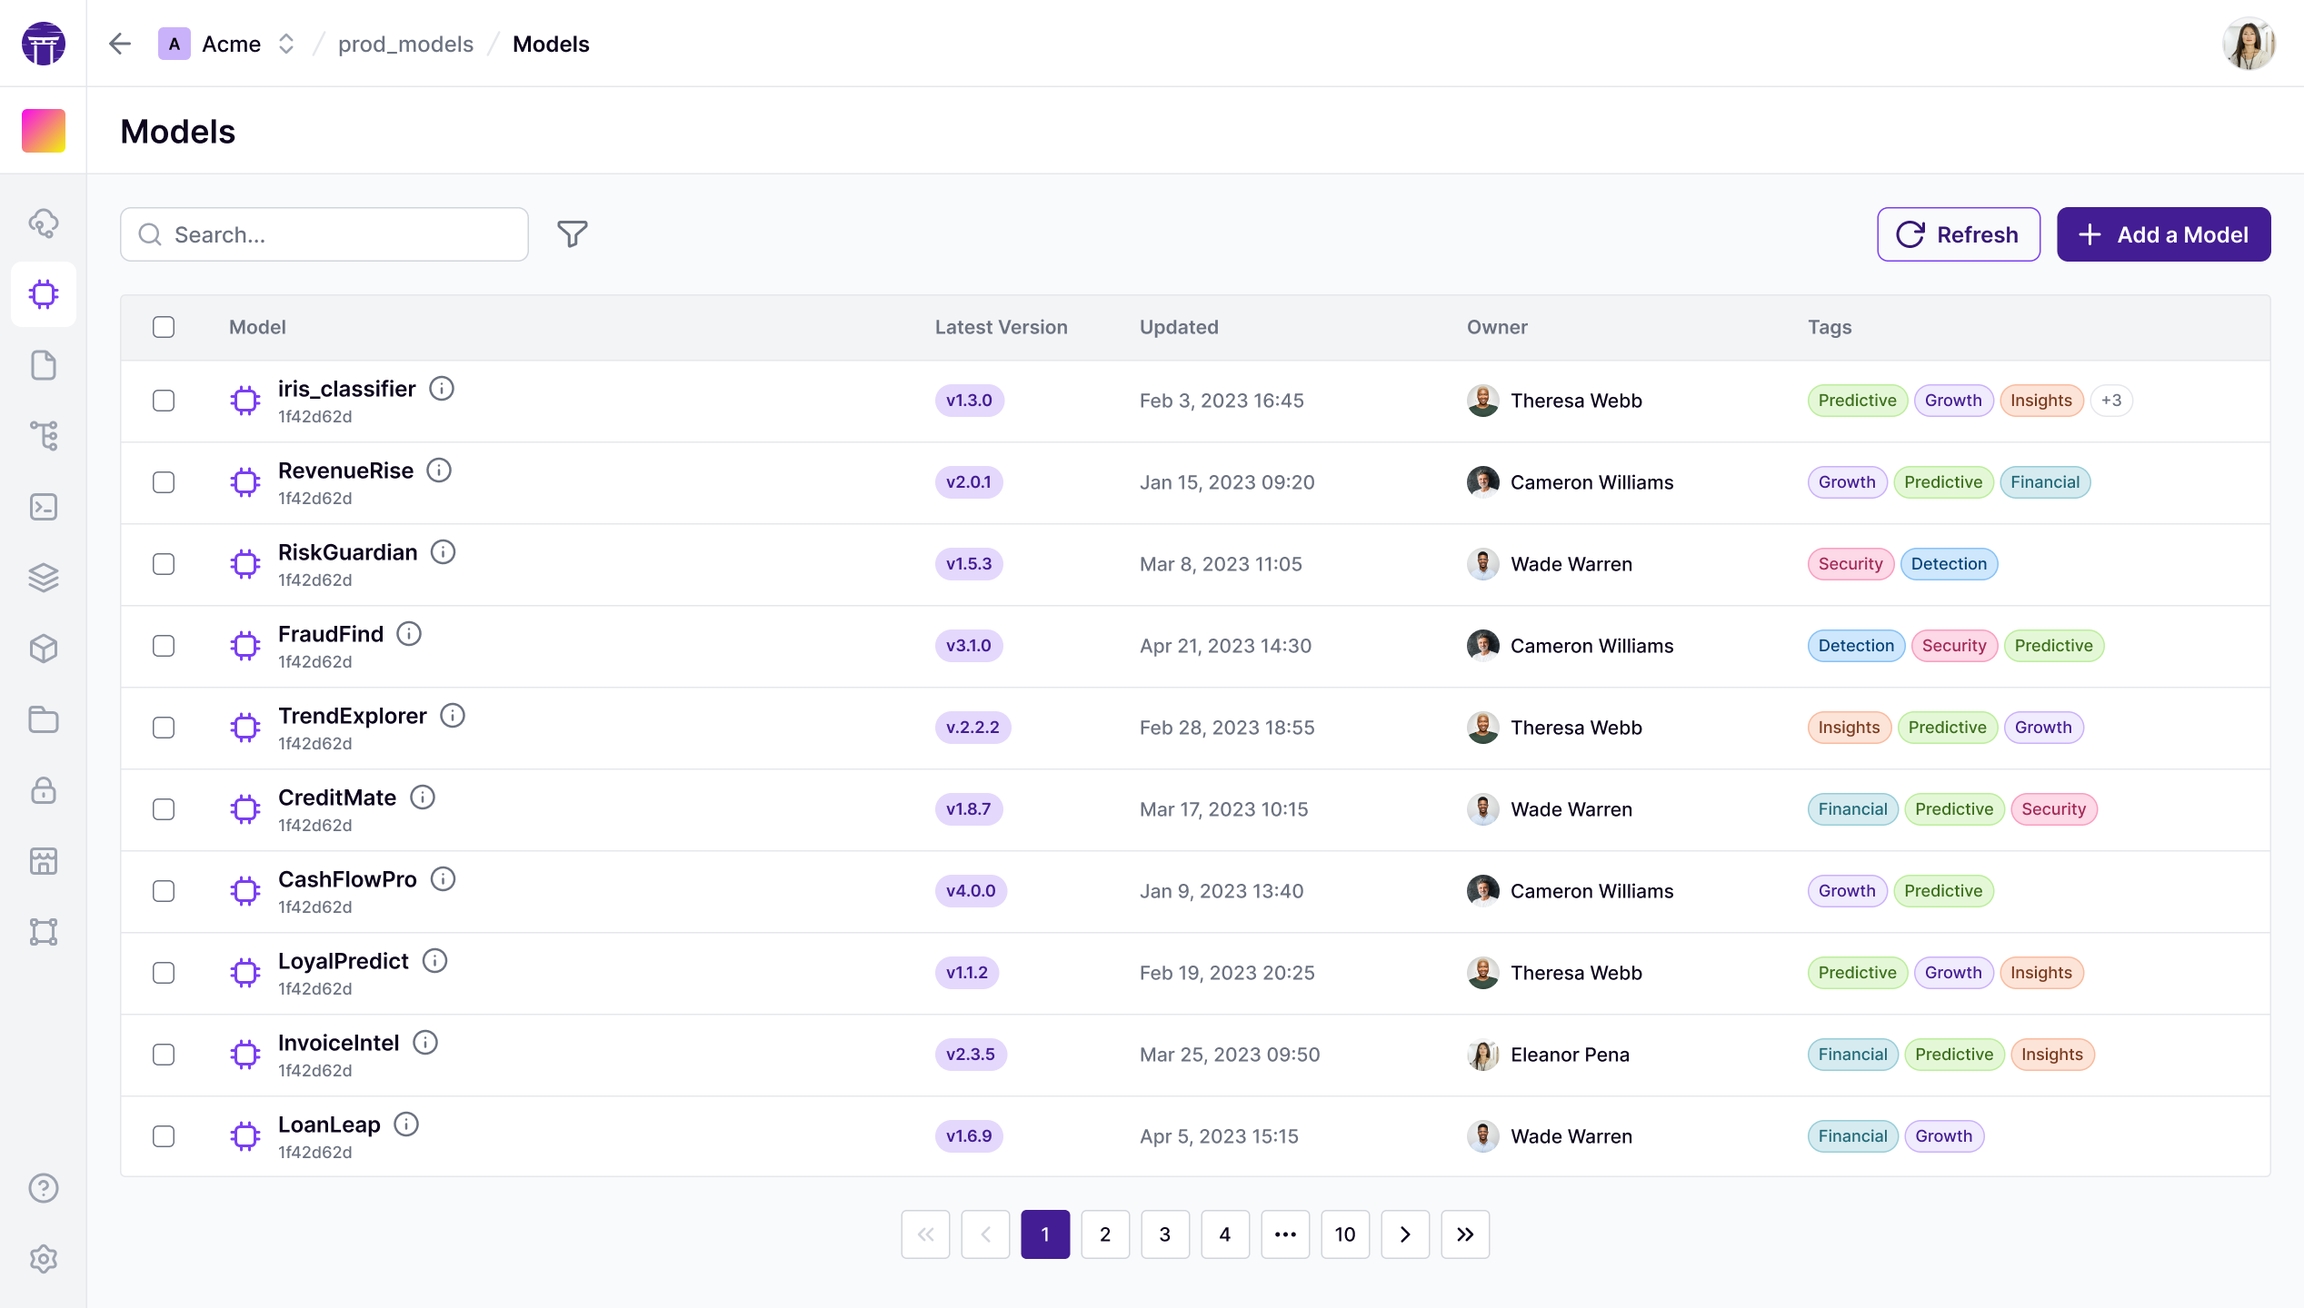 A Acme / prod_models / Models
Models
Search...
Refresh
Add a Model
Model Latest Version Updated Owner Tags
iris_classifier
1f42d62d
v1.3.0 Feb 3, 2023 16:45 Theresa Webb Predictive Growth Insights +3
RevenueRise
1f42d62d
v2.0.1 Jan 15, 2023 09:20 Cameron Williams Growth Predictive Financial
RiskGuardian
1f42d62d
v1.5.3 Mar 8, 2023 11:05 Wade Warren Security Detection
FraudFind
1f42d62d
v3.1.0 Apr 21, 2023 14:30 Cameron Williams Detection Security Predictive
TrendExplorer
1f42d62d
v.2.2.2 Feb 28, 2023 18:55 Theresa Webb Insights Predictive Growth
CreditMate
1f42d62d
v1.8.7 Mar 17, 2023 10:15 Wade Warren Financial Predictive Security
CashFlowPro
1f42d62d
v4.0.0 Jan 9, 2023 13:40 Cameron Williams Growth Predictive
LoyalPredict
1f42d62d
v1.1.2 Feb 19, 2023 20:25 Theresa Webb Predictive Growth Insights
InvoiceIntel
1f42d62d
v2.3.5 Mar 25, 2023 09:50 Eleanor Pena Financial Predictive Insights
LoanLeap
1f42d62d
v1.6.9 Apr 5, 2023 15:15 Wade Warren Financial Growth
1 2 3 4 ••• 10